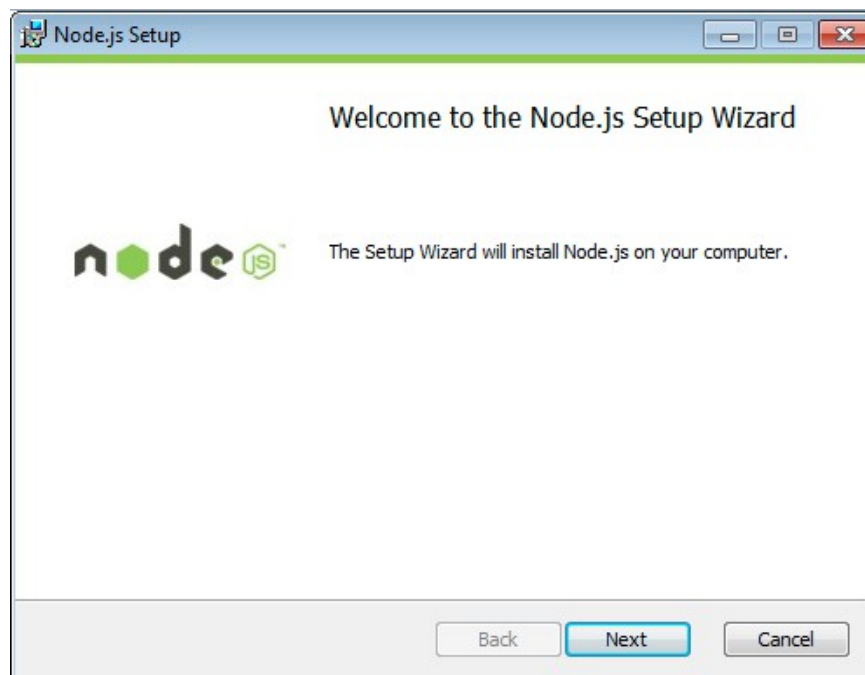 Node.js Setup
Welcome to the Node.js Setup Wizard
node JS™
The Setup Wizard will install Node.js on your computer.
Back Next Cancel